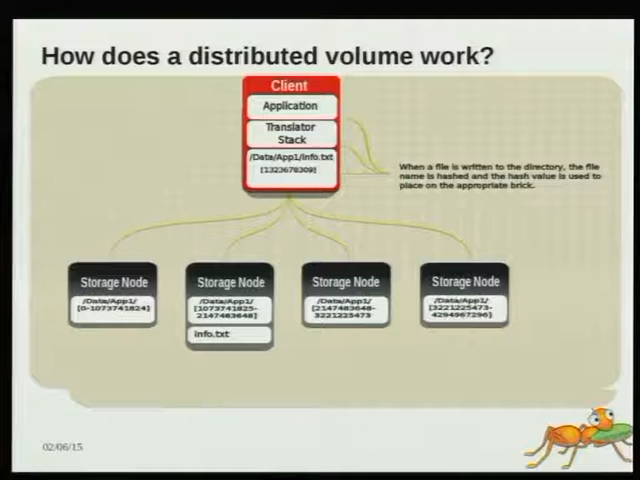 How does a distributed volume work?
Client
Application
Translator
Stack
/Data/App1/info.txt
[1323678309]
When a file is written to the directory, the file
name is hashed and the hash value is used to
place on the appropriate brick.
Storage Node
/Data/App1/
[0-1073741824]
Storage Node
/Data/App1/
[1073741825-
2147483648]
info.txt
Storage Node
/Data/App1/
[2147483648-
3221225473
Storage Node
/Data/App1/
[3221225473-
4294967296]
02/06/15